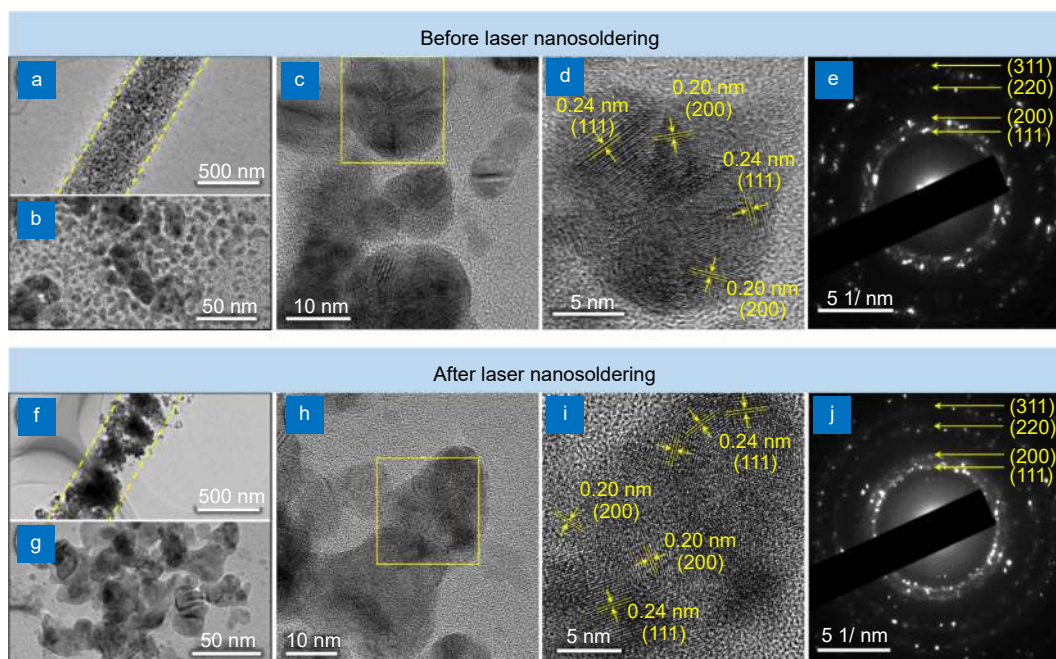 Before laser nanosoldering
a
500 nm
b
50 nm
c
10 nm
d
0.24 nm
(111)
0.20 nm
(200)
0.24 nm
(111)
0.20 nm
(200)
5 nm
e
(311)
(220)
(200)
(111)
5 1/ nm
After laser nanosoldering
f
500 nm
g
50 nm
h
10 nm
i
0.24 nm
(111)
0.20 nm
(200)
0.20 nm
(200)
0.24 nm
(111)
5 nm
j
(311)
(220)
(200)
(111)
5 1/ nm